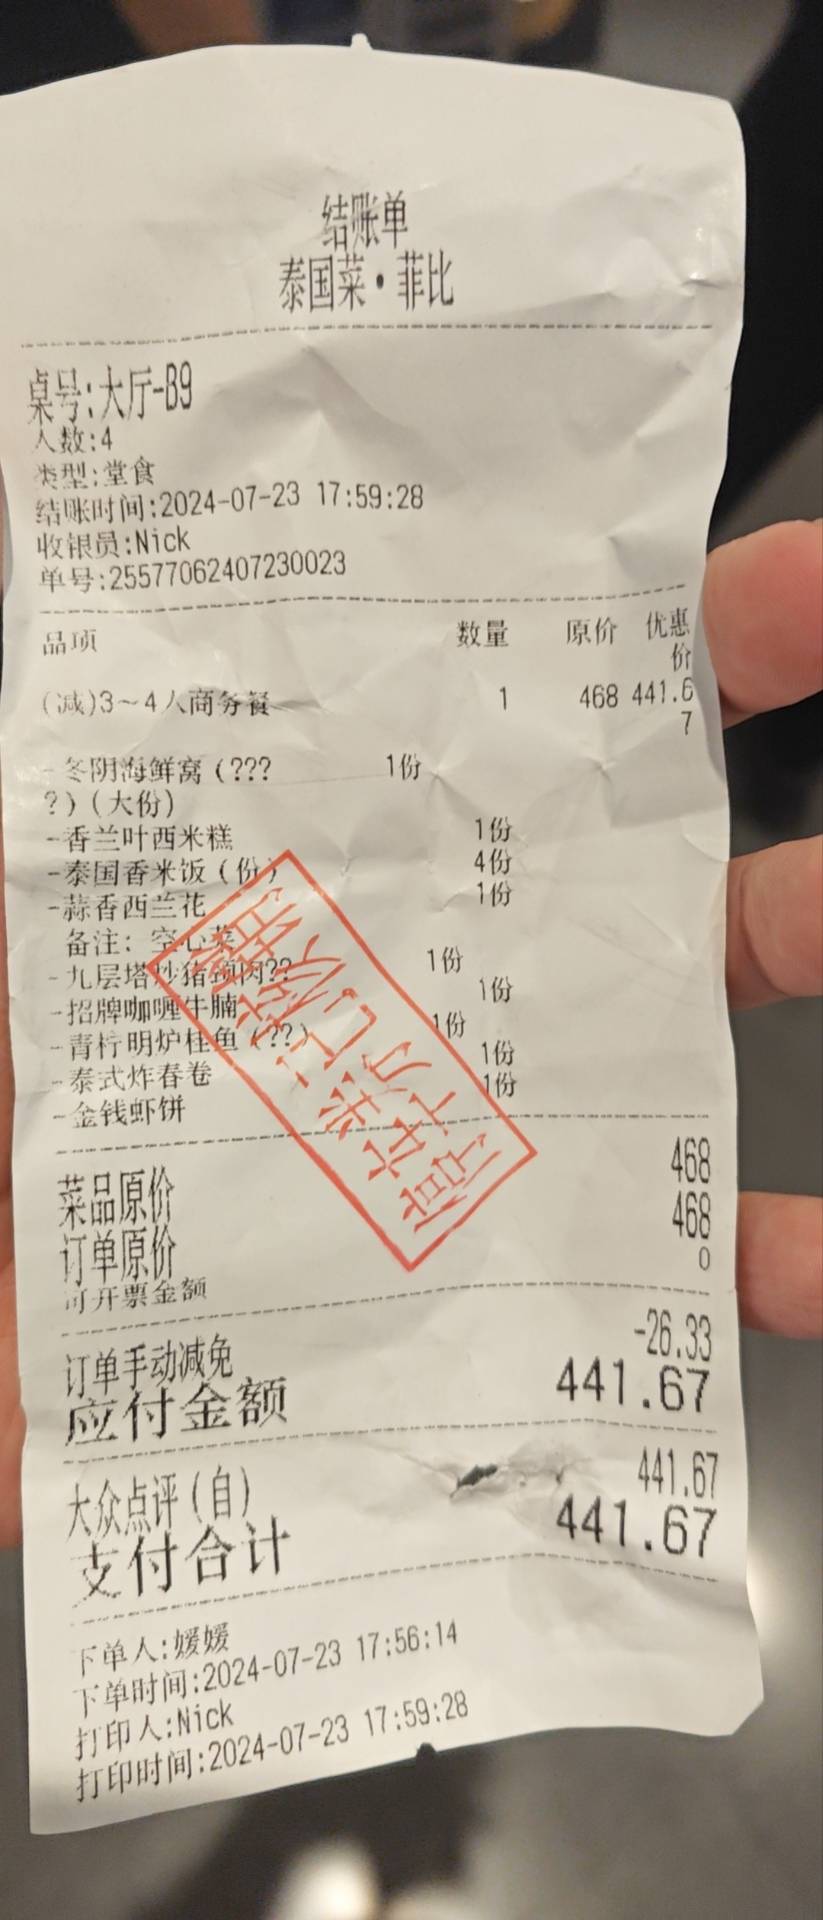 结账单
泰国菜·菲比
桌号:大厅-B9
人数:4
类型:堂食
结账时间:2024-07-23 17:59:28
收银员:Nick
单号:25577062407230023
品项 数量 原价 优惠
价
(减)3~4人商务餐 1 468 441.6
7
-冬阴海鲜窝(??? 1份
?)(大份)
-香兰叶西米糕 1份
-泰国香米饭(份) 4份
-蒜香西兰花 1份
备注: 空心菜
-九层塔炒猪颈肉?? 1份
-招牌咖喱牛腩 1份
-青柠明炉桂鱼(??) 1份
-泰式炸春卷 1份
-金钱虾饼 1份
菜品原价 468
订单原价 468
可开票金额 0
订单手动减免 -26.33
应付金额 441.67
大众点评(自) 441.67
支付合计 441.67
下单人:媛媛
下单时间:2024-07-23 17:56:14
打印人:Nick
打印时间:2024-07-23 17:59:28